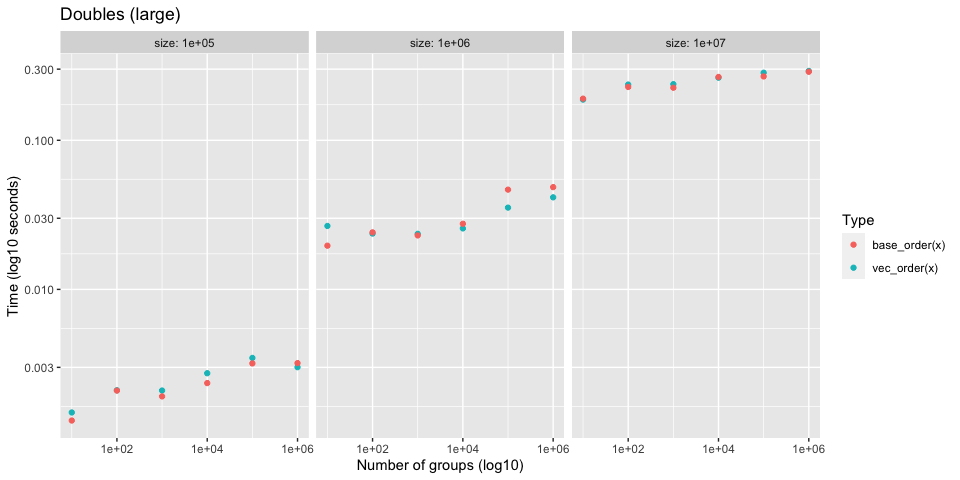 Doubles (large)
size: 1e+05 size: 1e+06 size: 1e+07
0.300
0.100
0.030
0.010
0.003
Time (log10 seconds)
1e+02 1e+04 1e+06 1e+02 1e+04 1e+06 1e+02 1e+04 1e+06
Number of groups (log10)
Type
base_order(x)
vec_order(x)